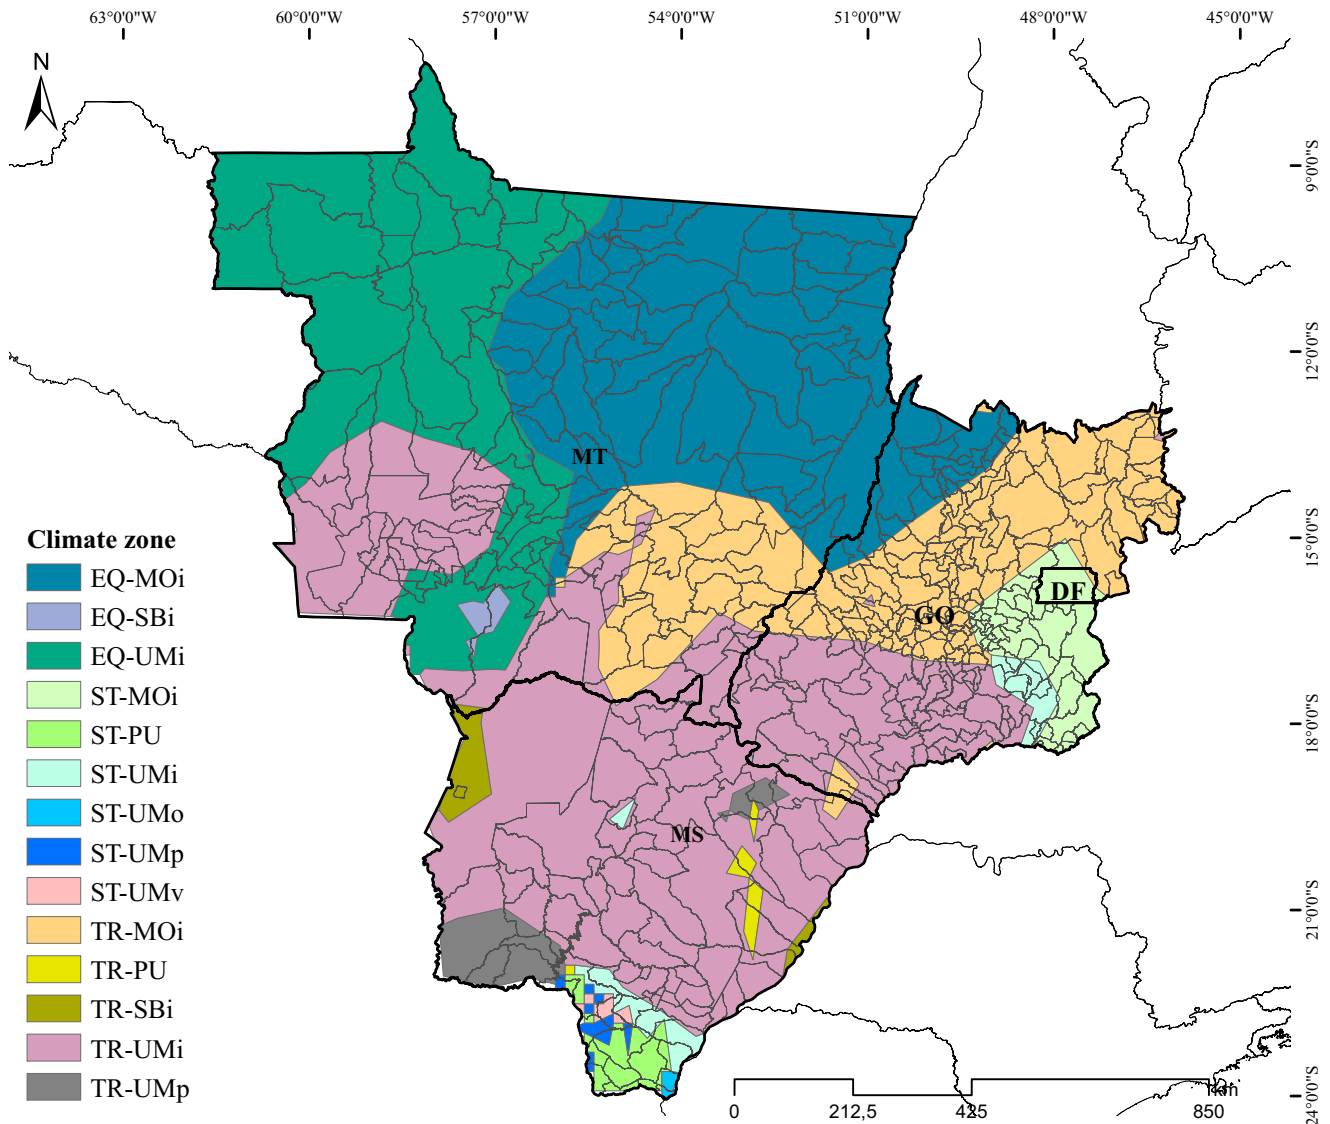 63°0'0"W 60°0'0"W 57°0'0"W 54°0'0"W 51°0'0"W 48°0'0"W 45°0'0"W
N
9°0'0"S
12°0'0"S
MT
15°0'0"S
Climate zone
EQ-MOi
EQ-SBi
EQ-UMi
ST-MOi
ST-PU
ST-UMi
ST-UMo
ST-UMp
ST-UMv
TR-MOi
TR-PU
TR-SBi
TR-UMi
TR-UMp
DF
GO
18°0'0"S
MS
21°0'0"S
24°0'0"S
km
0 212,5 425 850